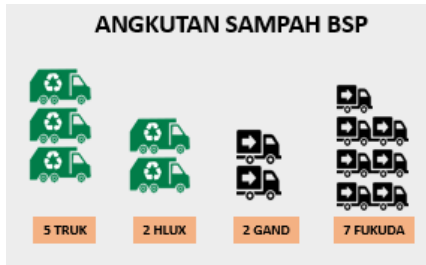 ANGKUTAN SAMPAH BSP
5 TRUK
2 HLUX
2 GAND
7 FUKUDA